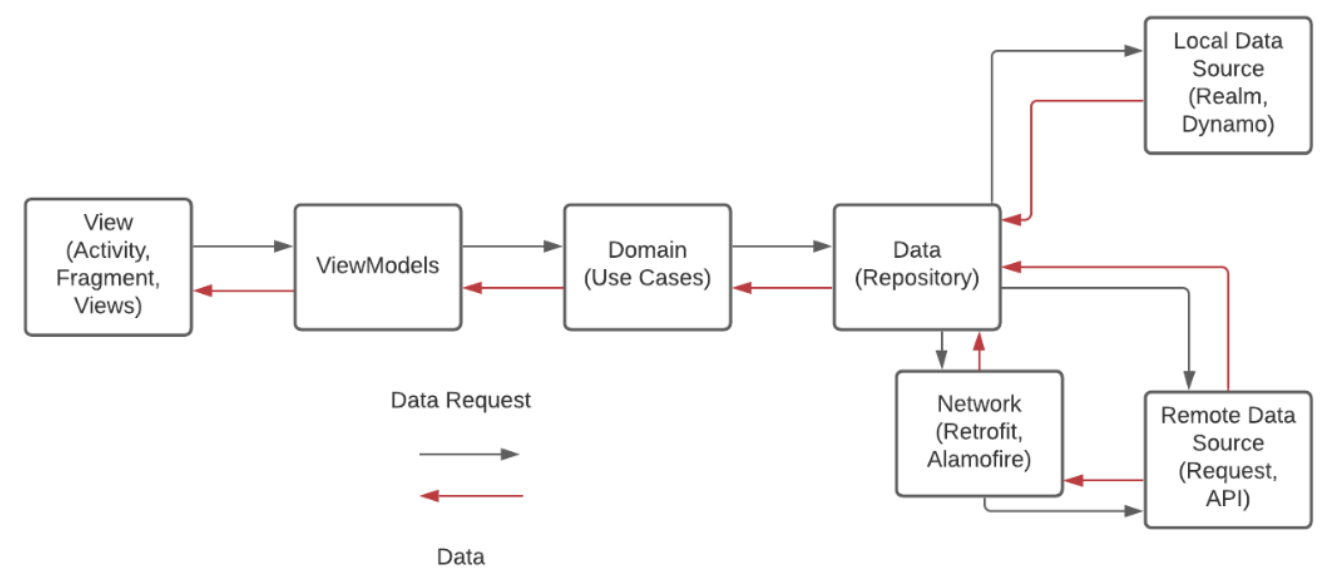 Local Data
Source
(Realm,
Dynamo)
View
(Activity,
Fragment,
Views)
ViewModels
Domain
(Use Cases)
Data
(Repository)
Data Request
Network
(Retrofit,
Alamofire)
Remote Data
Source
(Request,
API)
Data